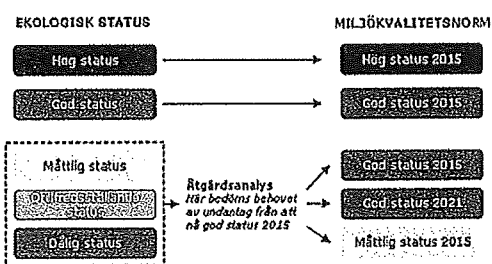 EKOLOGISK STATUS
MILJÖKVALITETSNORM
Hög status
Hög status 2015
God status
God status 2015
Måttlig status
Otillfredsställande
status
Dålig status
Åtgärdsanalys
Här bedöms behovet
av undantag från att
nå god status 2015
God status 2015
God status 2021
Måttlig status 2015